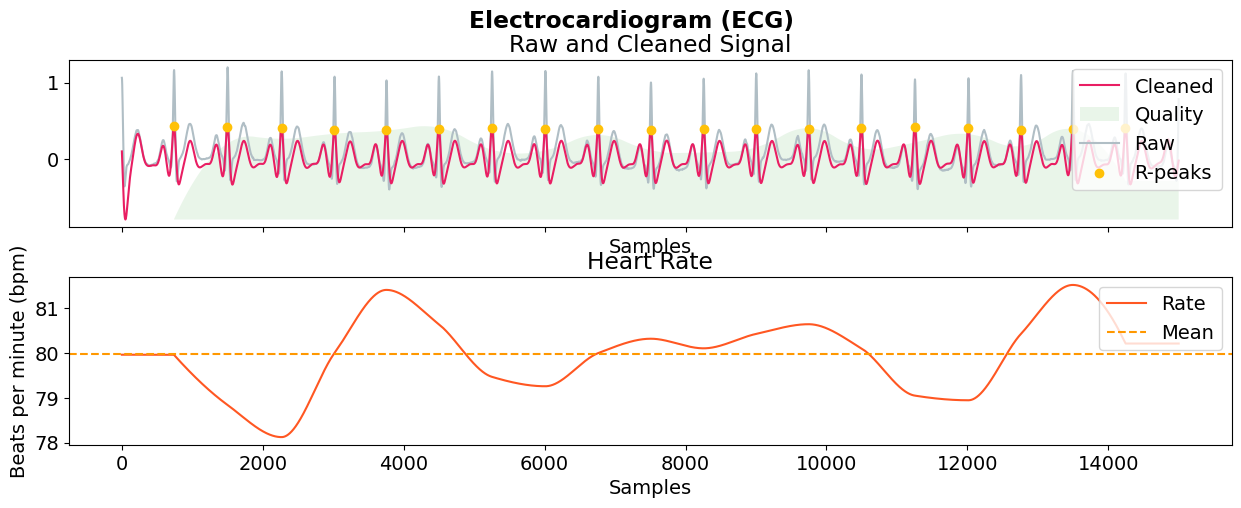 Electrocardiogram (ECG)
Raw and Cleaned Signal
1
0
Cleaned
Quality
Raw
R-peaks
Samples
Heart Rate
Beats per minute (bpm)
81
80
79
78
Rate
Mean
0 2000 4000 6000 8000 10000 12000 14000
Samples